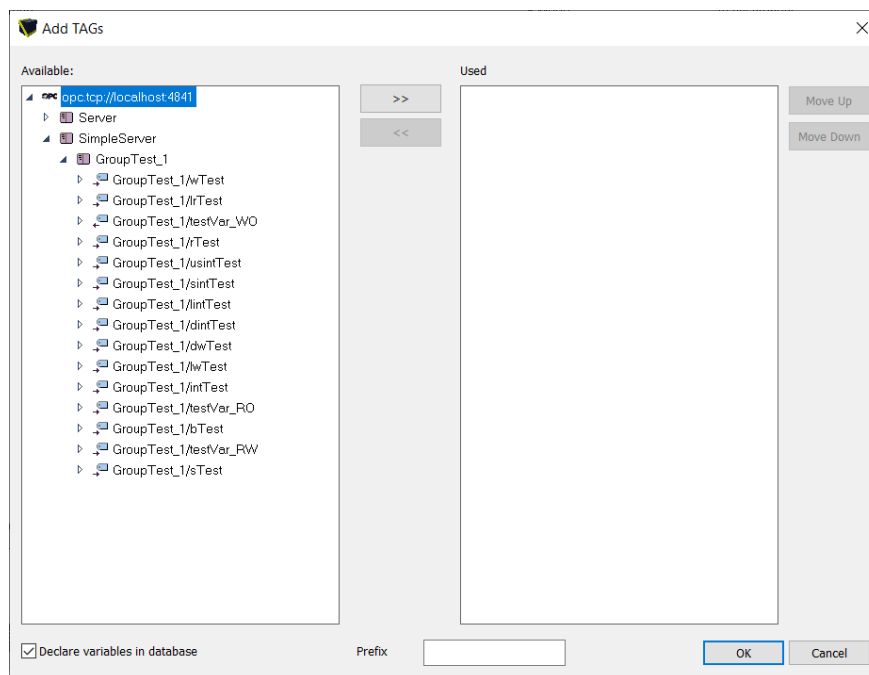 Add TAGs
Available:
Used
OPC opc.tcp://localhost:4841
Server
SimpleServer
GroupTest_1
GroupTest_1/wTest
GroupTest_1/lrTest
GroupTest_1/testVar_WO
GroupTest_1/rTest
GroupTest_1/usintTest
GroupTest_1/sintTest
GroupTest_1/lintTest
GroupTest_1/dintTest
GroupTest_1/dwTest
GroupTest_1/lwTest
GroupTest_1/intTest
GroupTest_1/testVar_RO
GroupTest_1/bTest
GroupTest_1/testVar_RW
GroupTest_1/sTest
>>
<<
Move Up
Move Down
Declare variables in database
Prefix
OK
Cancel